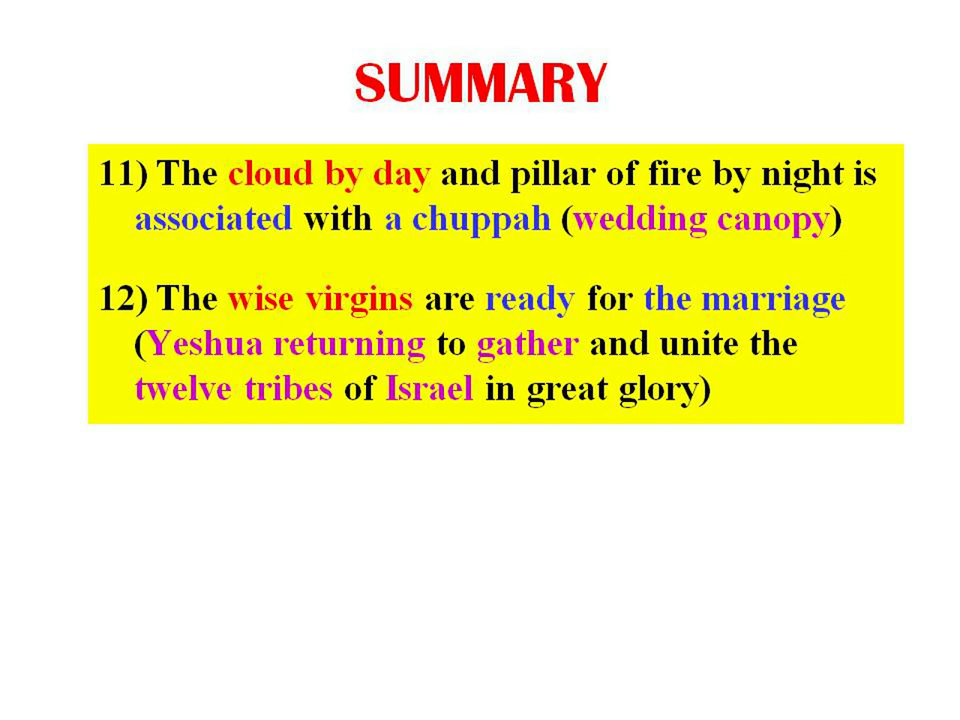 SUMMARY
11) The cloud by day and pillar of fire by night is
associated with a chuppah (wedding canopy)
12) The wise virgins are ready for the marriage
(Yeshua returning to gather and unite the
twelve tribes of Israel in great glory)